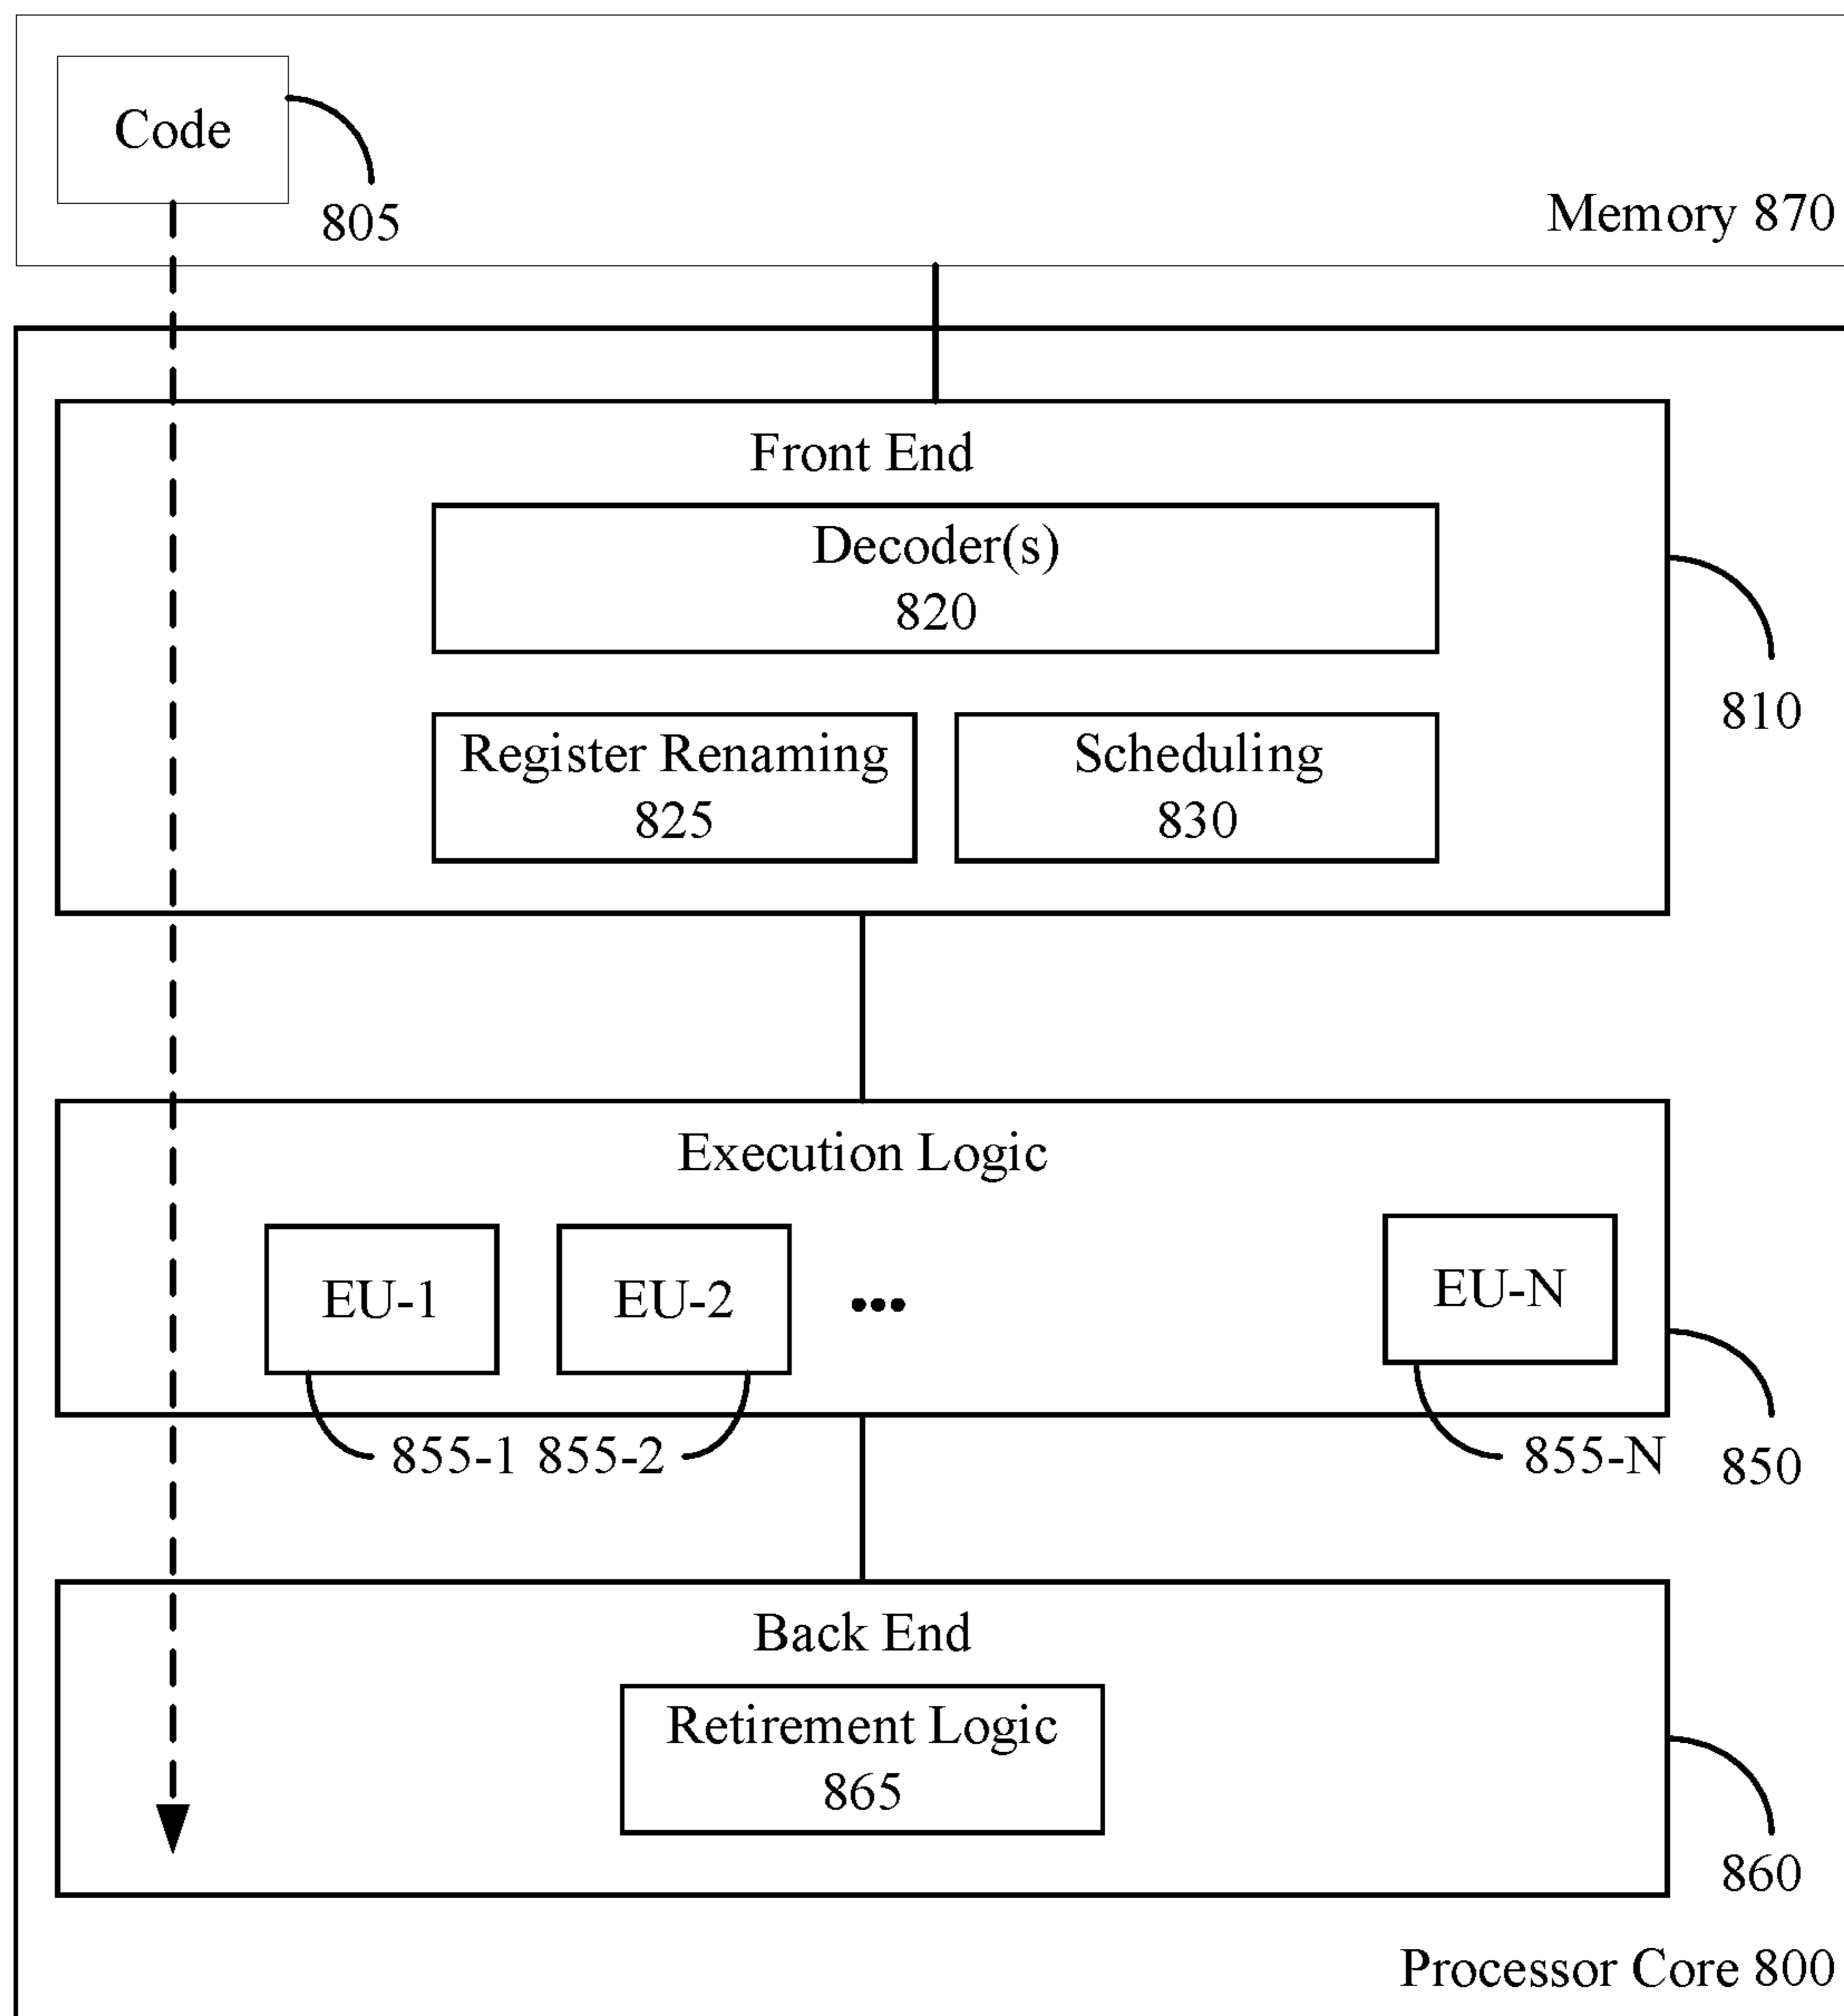 Code
805
Memory 870
Front End
Decoder(s)
820
810
Register Renaming
825
Scheduling
830
Execution Logic
EU-1
EU-2
•••
EU-N
855-1
855-2
855-N
850
Back End
Retirement Logic
865
860
Processor Core 800